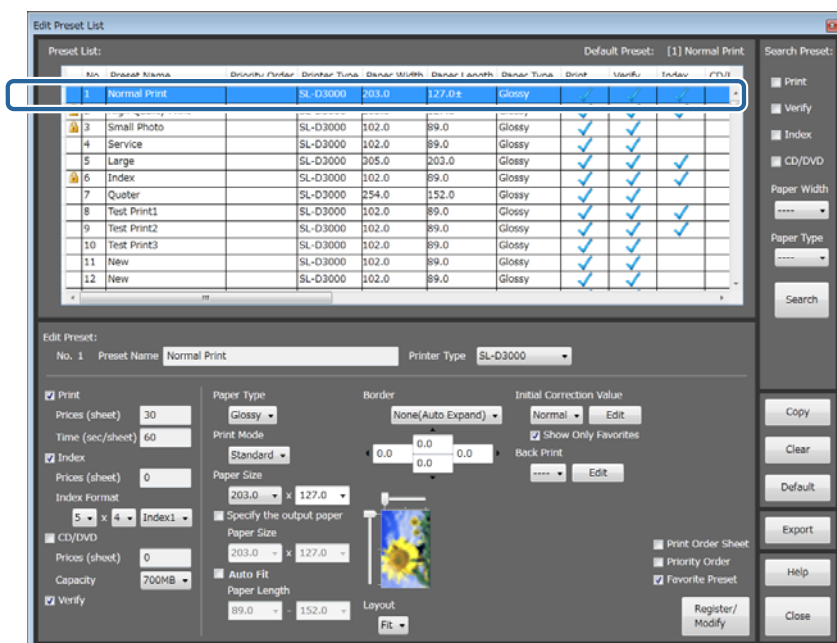 Edit Preset List
Preset List: Default Preset: [1] Normal Print
No Preset Name Priority Order Printer Type Paper Width Paper Length Paper Type Print Verify Index CD/
1 Normal Print SL-D3000 203.0 127.0± Glossy
3 Small Photo SL-D3000 102.0 89.0 Glossy
4 Service SL-D3000 102.0 89.0 Glossy
5 Large SL-D3000 305.0 203.0 Glossy
6 Index SL-D3000 102.0 89.0 Glossy
7 Quoter SL-D3000 254.0 152.0 Glossy
8 Test Print1 SL-D3000 102.0 89.0 Glossy
9 Test Print2 SL-D3000 102.0 89.0 Glossy
10 Test Print3 SL-D3000 102.0 89.0 Glossy
11 New SL-D3000 102.0 89.0 Glossy
12 New SL-D3000 102.0 89.0 Glossy
Search Preset:
Print
Verify
Index
CD/DVD
Paper Width
----
Paper Type
----
Search
Edit Preset:
No. 1 Preset Name Normal Print Printer Type SL-D3000
Print
Prices (sheet) 30
Time (sec/sheet) 60
Index
Prices (sheet) 0
Index Format
5 x 4 Index1
CD/DVD
Prices (sheet) 0
Capacity 700MB
Verify
Paper Type
Glossy
Print Mode
Standard
Paper Size
203.0 x 127.0
Specify the output paper
Paper Size
203.0 x 127.0
Auto Fit
Paper Length
89.0 - 152.0
Border
None(Auto Expand)
0.0
0.0 0.0
0.0
Layout
Fit
Initial Correction Value
Normal Edit
Show Only Favorites
Back Print
---- Edit
Print Order Sheet
Priority Order
Favorite Preset
Register/
Modify
Copy
Clear
Default
Export
Help
Close